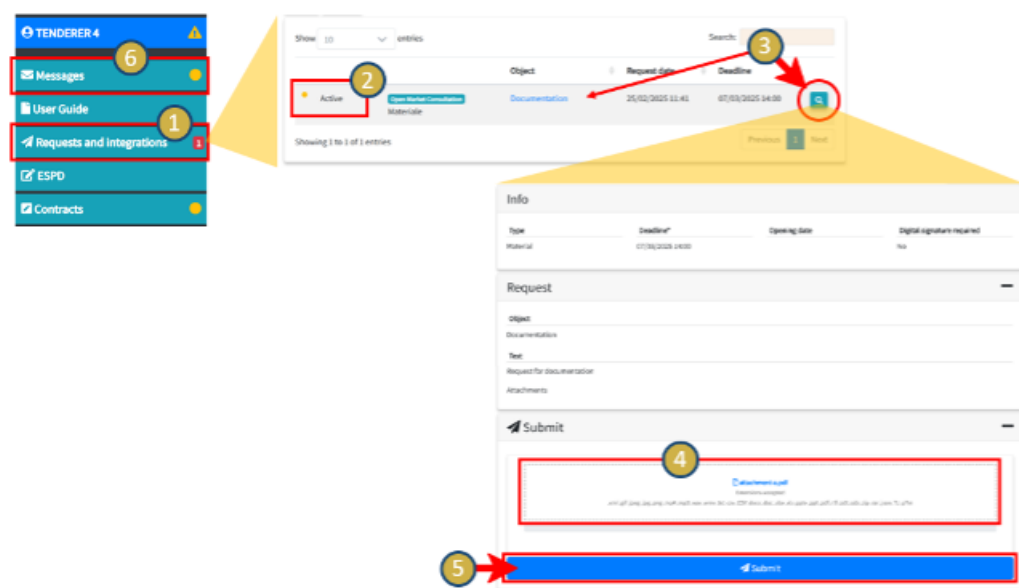 TENDERER 4
6
Messages
User Guide
1
Requests and Integrations 1
ESPD
Contracts
Show 10 entries
Search:
3
Object Request date Deadline
2
Active Open Market Consultation Documentation 25/02/2025 11:41 07/03/2025 14:00
Materiale
Showing 1 to 1 of 1 entries
Previous 1 Next
Info
Type Deadline* Opening date Digital signature required
Material 07/03/2025 14:00 No
Request
Object
Documentation
Text
Request for documentation
Attachments
Submit
4
attachment a.pdf
5
Submit